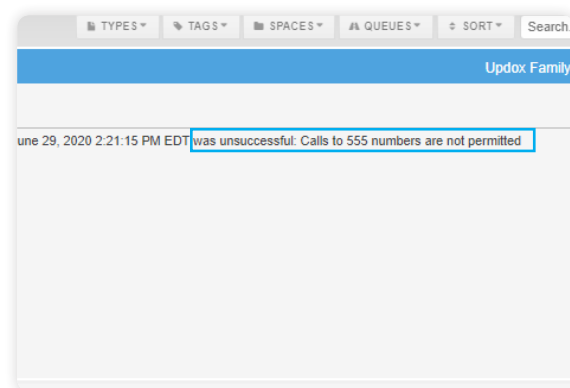 TYPES TAGS SPACES QUEUES SORT Search
Updox Family
une 29, 2020 2:21:15 PM EDT was unsuccessful: Calls to 555 numbers are not permitted